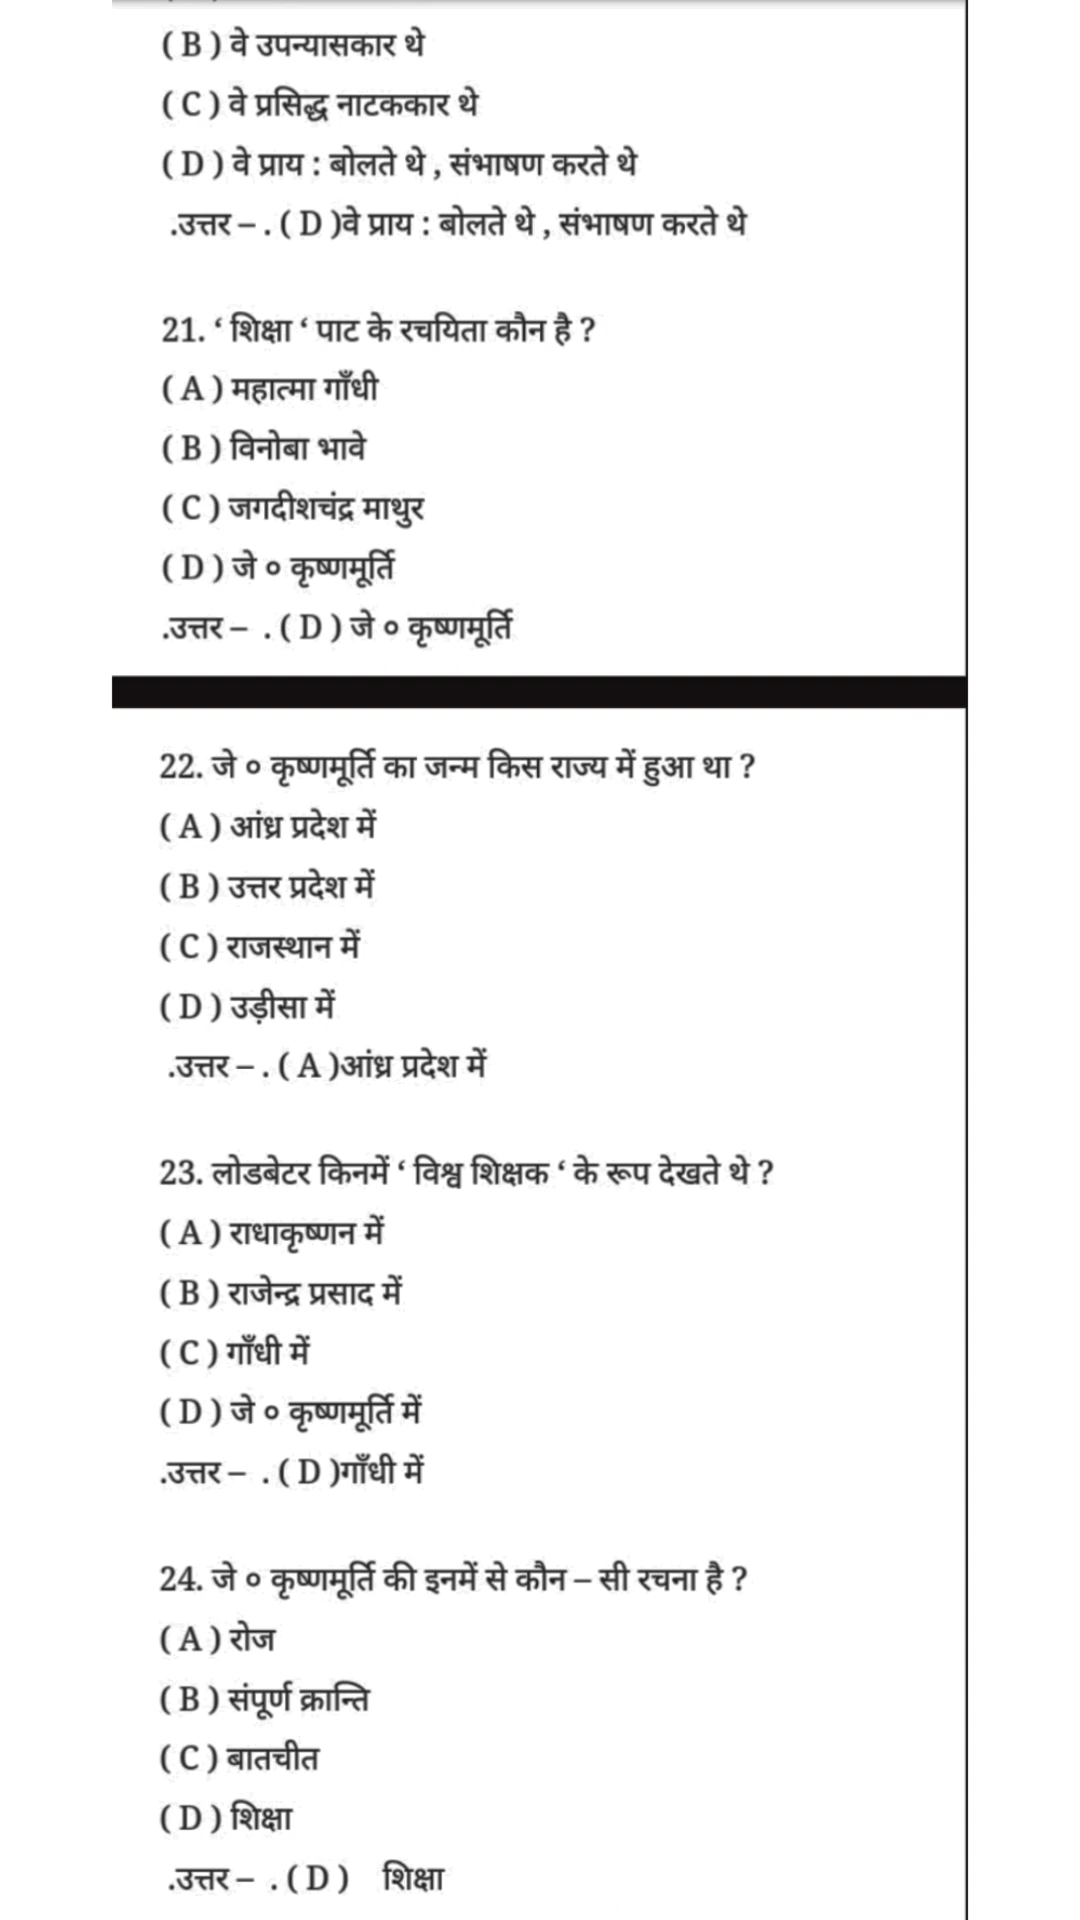 ( B ) वे उपन्यासकार थे
( C ) वे प्रसिद्ध नाटककार थे
( D ) वे प्राय : बोलते थे , संभाषण करते थे
.उत्तर – . ( D )वे प्राय : बोलते थे , संभाषण करते थे
21. ‘ शिक्षा ‘ पाट के रचयिता कौन है ?
( A ) महात्मा गाँधी
( B ) विनोबा भावे
( C ) जगदीशचंद्र माथुर
( D ) जे ० कृष्णमूर्ति
.उत्तर – . ( D ) जे ० कृष्णमूर्ति
22. जे ० कृष्णमूर्ति का जन्म किस राज्य में हुआ था ?
( A ) आंध्र प्रदेश में
( B ) उत्तर प्रदेश में
( C ) राजस्थान में
( D ) उड़ीसा में
.उत्तर – . ( A )आंध्र प्रदेश में
23. लोडबेटर किनमें ‘ विश्व शिक्षक ‘ के रूप देखते थे ?
( A ) राधाकृष्णन में
( B ) राजेन्द्र प्रसाद में
( C ) गाँधी में
( D ) जे ० कृष्णमूर्ति में
.उत्तर – . ( D )गाँधी में
24. जे ० कृष्णमूर्ति की इनमें से कौन – सी रचना है ?
( A ) रोज
( B ) संपूर्ण क्रान्ति
( C ) बातचीत
( D ) शिक्षा
.उत्तर – . ( D ) शिक्षा